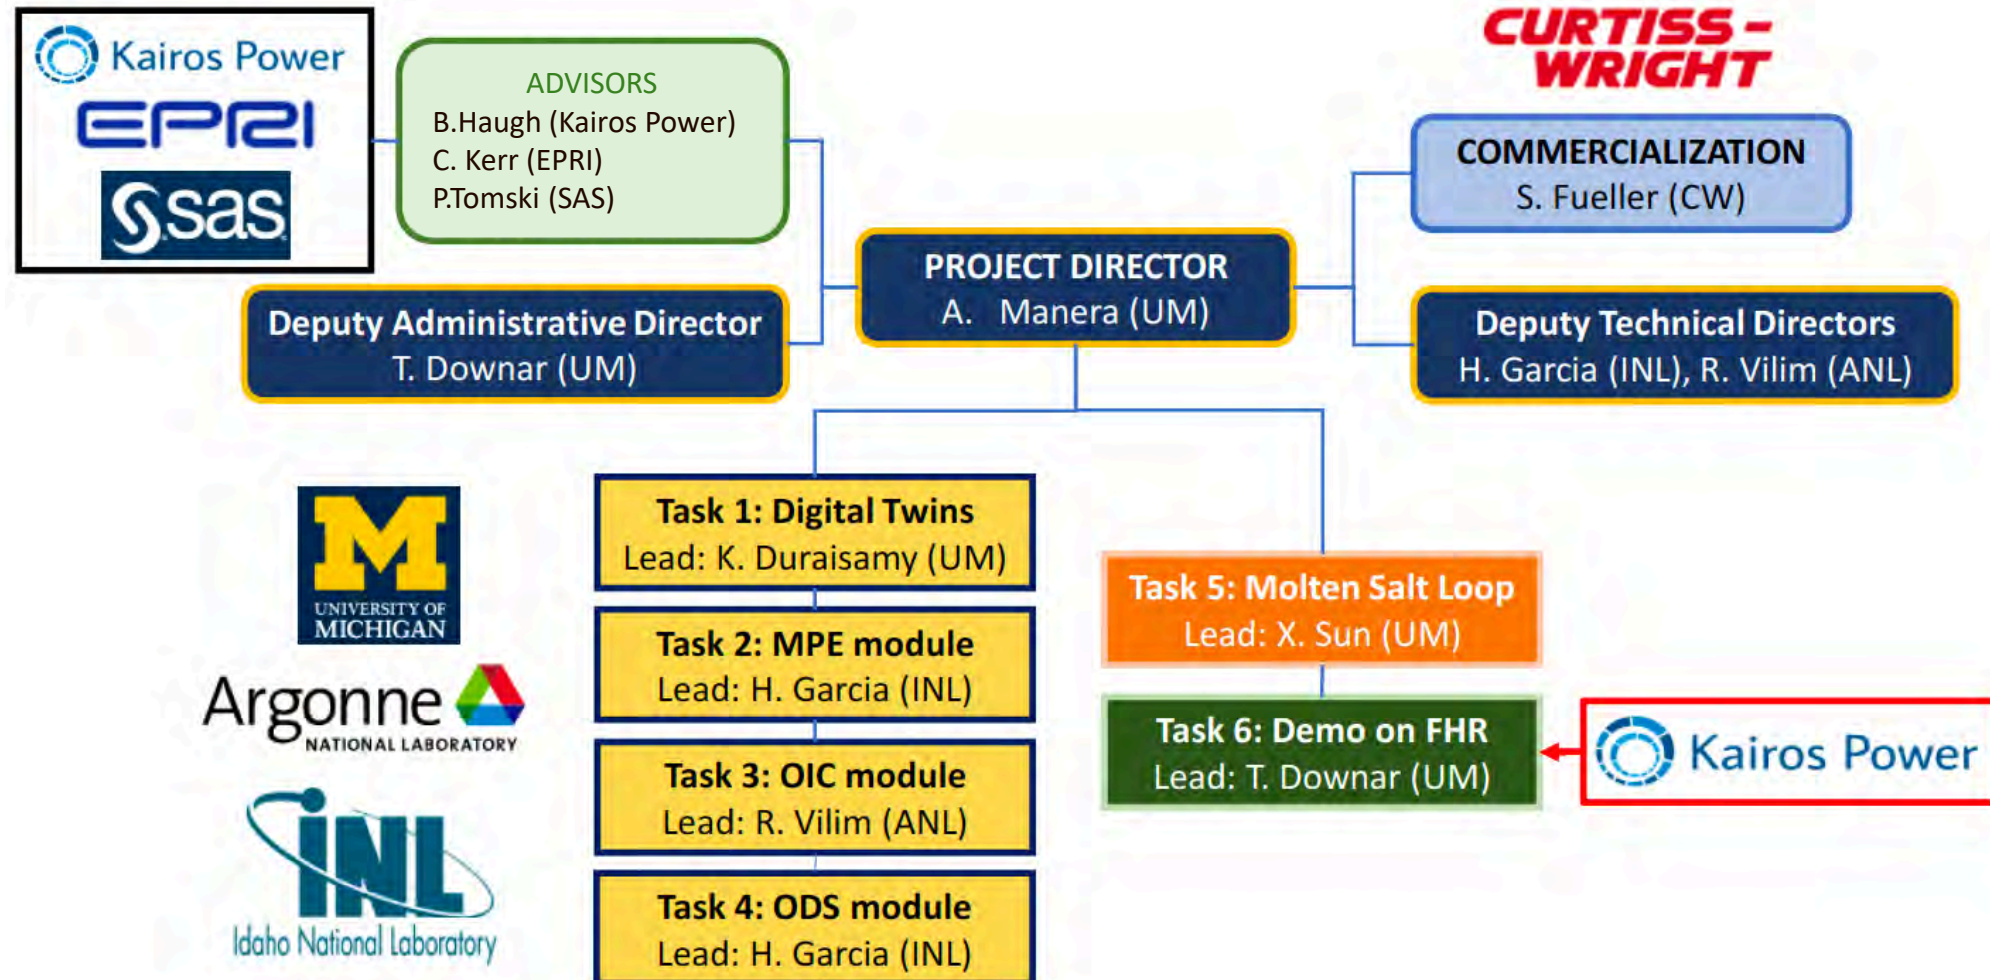 Kairos Power
EPRI
sas
ADVISORS
B.Haugh (Kairos Power)
C. Kerr (EPRI)
P.Tomski (SAS)
CURTISS -
WRIGHT
COMMERCIALIZATION
S. Fueller (CW)
PROJECT DIRECTOR
A. Manera (UM)
Deputy Administrative Director
T. Downar (UM)
Deputy Technical Directors
H. Garcia (INL), R. Vilim (ANL)
M
UNIVERSITY OF
MICHIGAN
Argonne
NATIONAL LABORATORY
INL
Idaho National Laboratory
Task 1: Digital Twins
Lead: K. Duraisamy (UM)
Task 2: MPE module
Lead: H. Garcia (INL)
Task 3: OIC module
Lead: R. Vilim (ANL)
Task 4: ODS module
Lead: H. Garcia (INL)
Task 5: Molten Salt Loop
Lead: X. Sun (UM)
Task 6: Demo on FHR
Lead: T. Downar (UM)
Kairos Power